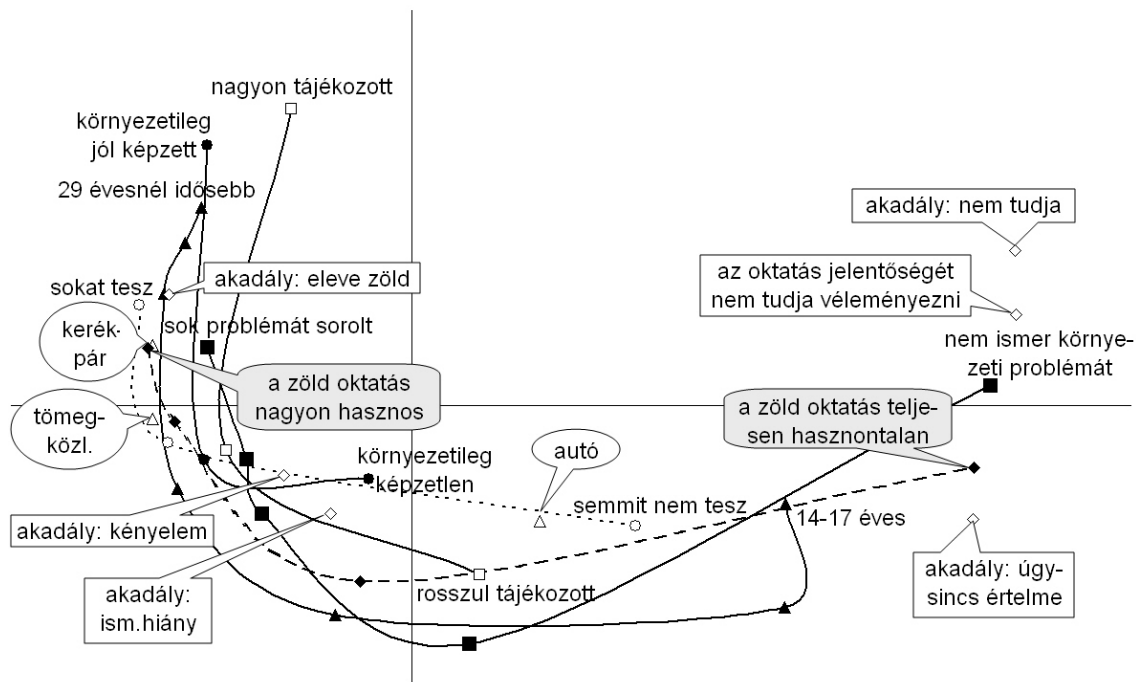 nagyon tájékozott
környezetileg
jól képzett
29 évesnél idősebb
akadály: nem tudja
akadály: eleve zöld
az oktatás jelentőségét
nem tudja véleményezni
sokat tesz
sok problémát sorolt
kerék-
pár
nem ismer környe-
zeti problémát
a zöld oktatás
nagyon hasznos
a zöld oktatás telje-
sen hasznontalan
tömeg-
közl.
autó
környezetileg
képzetlen
semmit nem tesz
14-17 éves
akadály: kényelem
akadály: úgy-
sincs értelme
akadály:
ism.hiány
rosszul tájékozott